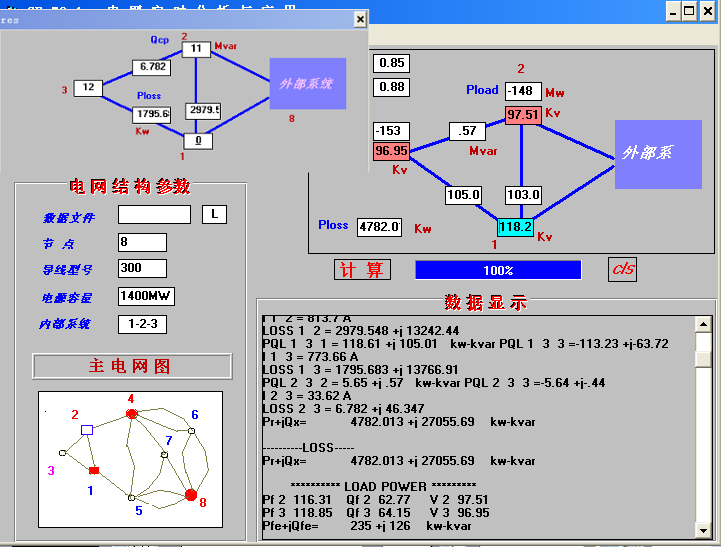 res
Qcp
2
11
Mvar
6.782
3
12
Ploss
1795.6
2979.5
外部系统
Kw
8
0
1
0.85
0.88
2
Pload
-148
Mw
97.51
Kv
-153
.57
96.95
Mvar
Kv
外部系
105.0
103.0
Ploss
4782.0
Kw
118.2
Kv
1
计 算
100%
cls
电网结构参数
数据文件
L
节 点
8
导线型号
300
电源容量
1400MW
内部系统
1-2-3
主电网图
4
2
6
7
3
1
5
8
数据显示
I 1 2 = 813.7 A
LOSS 1 2 = 2979.548 +j 13242.44
PQL 1 3 1 = 118.61 +j 105.01 kw-kvar PQL 1 3 3 =-113.23 +j-63.72
I 1 3 = 773.66 A
LOSS 1 3 = 1795.683 +j 13766.91
PQL 2 3 2 = 5.65 +j .57 kw-kvar PQL 2 3 3 =-5.64 +j-.44
I 2 3 = 33.62 A
LOSS 2 3 = 6.782 +j 46.347
Pr+jQx= 4782.013 +j 27055.69 kw-kvar
----------LOSS-----
Pr+jQx= 4782.013 +j 27055.69 kw-kvar
********** LOAD POWER *********
Pf 2 116.31 Qf 2 62.77 V 2 97.51
Pf 3 118.85 Qf 3 64.15 V 3 96.95
Pfe+jQfe= 235 +j 126 kw-kvar